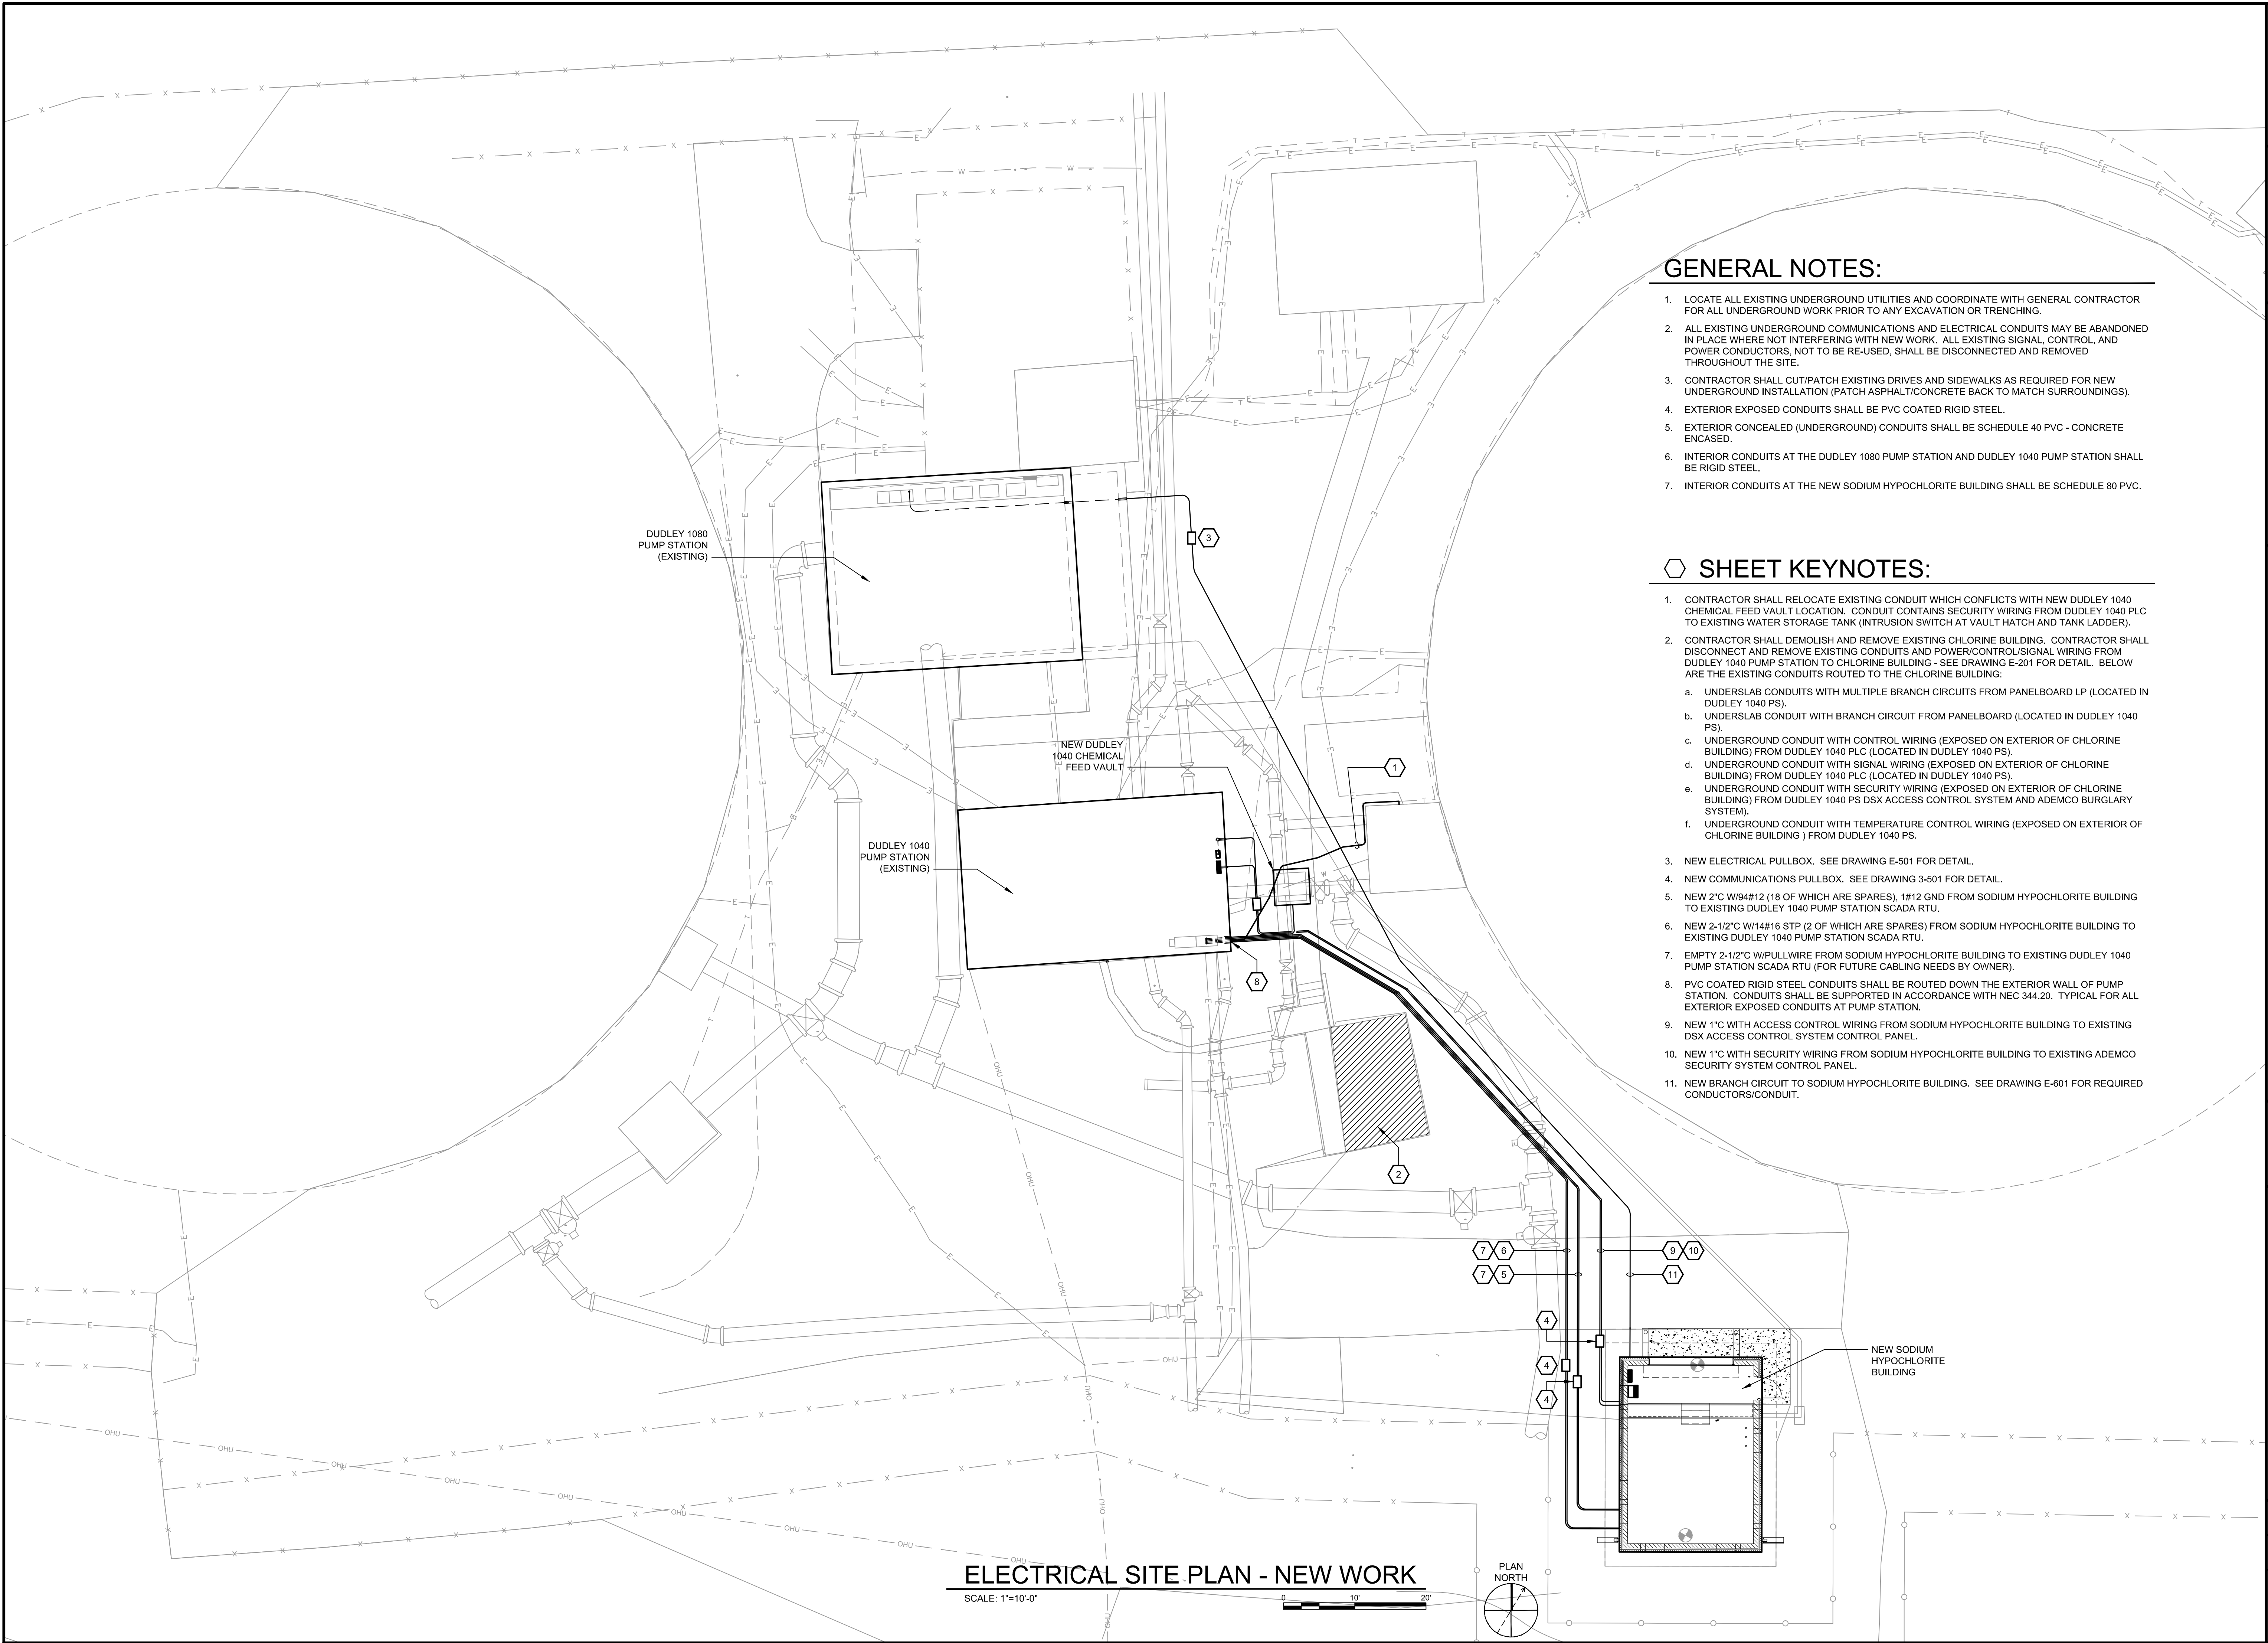 GENERAL NOTES:
1. LOCATE ALL EXISTING UNDERGROUND UTILITIES AND COORDINATE WITH GENERAL CONTRACTOR
FOR ALL UNDERGROUND WORK PRIOR TO ANY EXCAVATION OR TRENCHING.
2. ALL EXISTING UNDERGROUND COMMUNICATIONS AND ELECTRICAL CONDUITS MAY BE ABANDONED
IN PLACE WHERE NOT INTERFERING WITH NEW WORK. ALL EXISTING SIGNAL, CONTROL, AND
POWER CONDUCTORS, NOT TO BE RE-USED, SHALL BE DISCONNECTED AND REMOVED
THROUGHOUT THE SITE.
3. CONTRACTOR SHALL CUT/PATCH EXISTING DRIVES AND SIDEWALKS AS REQUIRED FOR NEW
UNDERGROUND INSTALLATION (PATCH ASPHALT/CONCRETE BACK TO MATCH SURROUNDINGS).
4. EXTERIOR EXPOSED CONDUITS SHALL BE PVC COATED RIGID STEEL.
5. EXTERIOR CONCEALED (UNDERGROUND) CONDUITS SHALL BE SCHEDULE 40 PVC - CONCRETE
ENCASED.
6. INTERIOR CONDUITS AT THE DUDLEY 1080 PUMP STATION AND DUDLEY 1040 PUMP STATION SHALL
BE RIGID STEEL.
7. INTERIOR CONDUITS AT THE NEW SODIUM HYPOCHLORITE BUILDING SHALL BE SCHEDULE 80 PVC.
SHEET KEYNOTES:
1. CONTRACTOR SHALL RELOCATE EXISTING CONDUIT WHICH CONFLICTS WITH NEW DUDLEY 1040
CHEMICAL FEED VAULT LOCATION. CONDUIT CONTAINS SECURITY WIRING FROM DUDLEY 1040 PLC
TO EXISTING WATER STORAGE TANK (INTRUSION SWITCH AT VAULT HATCH AND TANK LADDER).
2. CONTRACTOR SHALL DEMOLISH AND REMOVE EXISTING CHLORINE BUILDING. CONTRACTOR SHALL
DISCONNECT AND REMOVE EXISTING CONDUITS AND POWER/CONTROL/SIGNAL WIRING FROM
DUDLEY 1040 PUMP STATION TO CHLORINE BUILDING - SEE DRAWING E-201 FOR DETAIL. BELOW
ARE THE EXISTING CONDUITS ROUTED TO THE CHLORINE BUILDING:
a. UNDERSLAB CONDUITS WITH MULTIPLE BRANCH CIRCUITS FROM PANELBOARD LP (LOCATED IN
DUDLEY 1040 PS).
b. UNDERSLAB CONDUIT WITH BRANCH CIRCUIT FROM PANELBOARD (LOCATED IN DUDLEY 1040
PS).
c. UNDERGROUND CONDUIT WITH CONTROL WIRING (EXPOSED ON EXTERIOR OF CHLORINE
BUILDING) FROM DUDLEY 1040 PLC (LOCATED IN DUDLEY 1040 PS).
d. UNDERGROUND CONDUIT WITH SIGNAL WIRING (EXPOSED ON EXTERIOR OF CHLORINE
BUILDING) FROM DUDLEY 1040 PLC (LOCATED IN DUDLEY 1040 PS).
e. UNDERGROUND CONDUIT WITH SECURITY WIRING (EXPOSED ON EXTERIOR OF CHLORINE
BUILDING) FROM DUDLEY 1040 PS DSX ACCESS CONTROL SYSTEM AND ADEMCO BURGLARY
SYSTEM).
f. UNDERGROUND CONDUIT WITH TEMPERATURE CONTROL WIRING (EXPOSED ON EXTERIOR OF
CHLORINE BUILDING ) FROM DUDLEY 1040 PS.
3. NEW ELECTRICAL PULLBOX. SEE DRAWING E-501 FOR DETAIL.
4. NEW COMMUNICATIONS PULLBOX. SEE DRAWING 3-501 FOR DETAIL.
5. NEW 2"C W/94#12 (18 OF WHICH ARE SPARES), 1#12 GND FROM SODIUM HYPOCHLORITE BUILDING
TO EXISTING DUDLEY 1040 PUMP STATION SCADA RTU.
6. NEW 2-1/2"C W/14#16 STP (2 OF WHICH ARE SPARES) FROM SODIUM HYPOCHLORITE BUILDING TO
EXISTING DUDLEY 1040 PUMP STATION SCADA RTU.
7. EMPTY 2-1/2"C W/PULLWIRE FROM SODIUM HYPOCHLORITE BUILDING TO EXISTING DUDLEY 1040
PUMP STATION SCADA RTU (FOR FUTURE CABLING NEEDS BY OWNER).
8. PVC COATED RIGID STEEL CONDUITS SHALL BE ROUTED DOWN THE EXTERIOR WALL OF PUMP
STATION. CONDUITS SHALL BE SUPPORTED IN ACCORDANCE WITH NEC 344.20. TYPICAL FOR ALL
EXTERIOR EXPOSED CONDUITS AT PUMP STATION.
9. NEW 1"C WITH ACCESS CONTROL WIRING FROM SODIUM HYPOCHLORITE BUILDING TO EXISTING
DSX ACCESS CONTROL SYSTEM CONTROL PANEL.
10. NEW 1"C WITH SECURITY WIRING FROM SODIUM HYPOCHLORITE BUILDING TO EXISTING ADEMCO
SECURITY SYSTEM CONTROL PANEL.
11. NEW BRANCH CIRCUIT TO SODIUM HYPOCHLORITE BUILDING. SEE DRAWING E-601 FOR REQUIRED
CONDUCTORS/CONDUIT.
DUDLEY 1080
PUMP STATION
(EXISTING)
3
NEW DUDLEY
1040 CHEMICAL
FEED VAULT
1
DUDLEY 1040
PUMP STATION
(EXISTING)
8
2
7 6
9 10
7 5
11
4
4
4
NEW SODIUM
HYPOCHLORITE
BUILDING
OHU
OHU
OHU
OHU
OHU
OHU
OHU
OHU
OHU
OHU
OHU
ELECTRICAL SITE PLAN - NEW WORK
SCALE: 1"=10'-0"
0 10' 20'
PLAN
NORTH